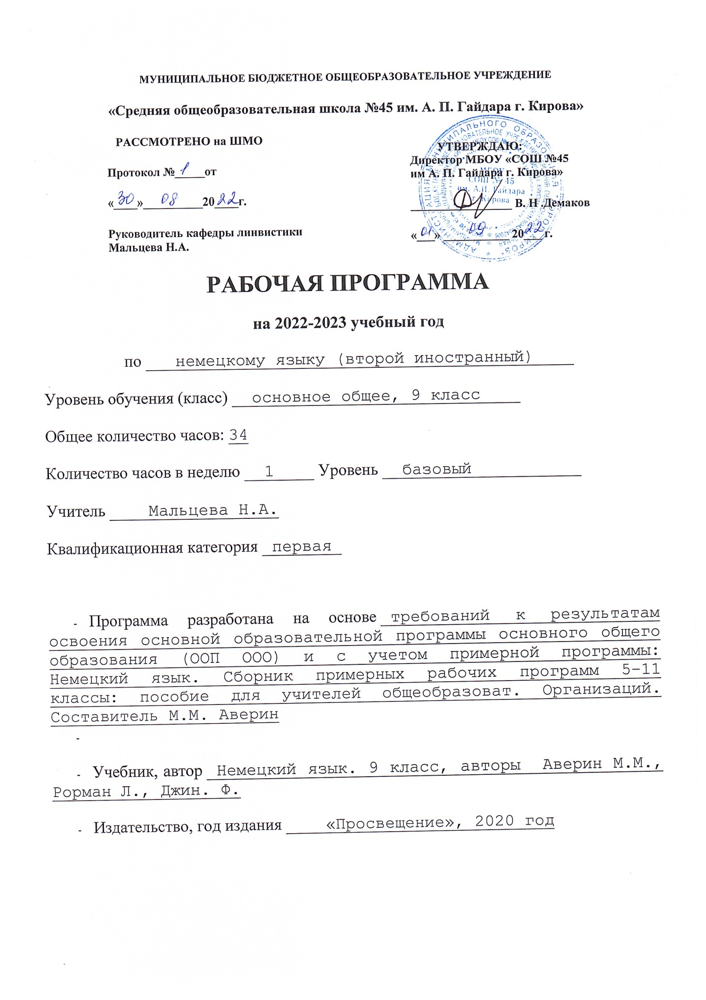 МУНИЦИПАЛЬНОЕ БЮДЖЕТНОЕ ОБЩЕОБРАЗОВАТЕЛЬНОЕ УЧРЕЖДЕНИЕ
«Средняя общеобразовательная школа №45 им. А. П. Гайдара г. Кирова»
РАССМОТРЕНО на ШМО
Протокол №_1_от
«30» 08 2022г.
Руководитель кафедры линвистики
Мальцева Н.А.
УТВЕРЖДАЮ:
Директор МБОУ «СОШ №45
им А. П. Гайдара г. Кирова»
В. Н .Демаков
«01» 09 2022г.
МБОУ
СОШ № 45
им. А.П. Гайдара
г. Кирова
РАБОЧАЯ ПРОГРАММА
на 2022-2023 учебный год
по немецкому языку (второй иностранный)
Уровень обучения (класс) основное общее, 9 класс
Общее количество часов: 34
Количество часов в неделю 1 Уровень базовый
Учитель Мальцева Н.А.
Квалификационная категория первая
- Программа разработана на основе требований к результатам
освоения основной образовательной программы основного общего
образования (ООП ООО) и с учетом примерной программы:
Немецкий язык. Сборник примерных рабочих программ 5-11
классы: пособие для учителей общеобразоват. Организаций.
Составитель М.М. Аверин
-
- Учебник, автор Немецкий язык. 9 класс, авторы Аверин М.М.,
Рорман Л., Джин. Ф.
- Издательство, год издания «Просвещение», 2020 год